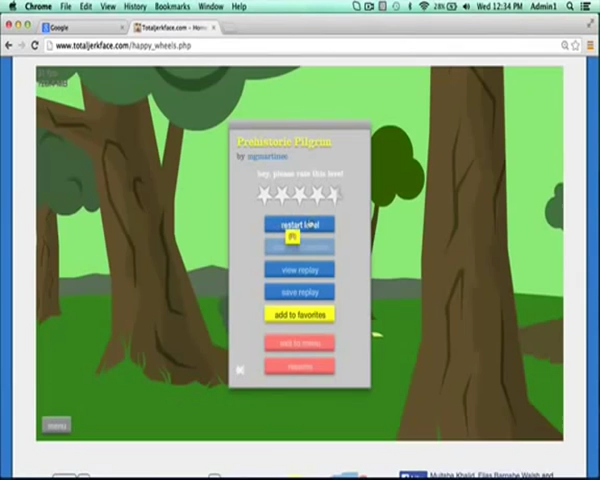 Chrome File Edit View History Bookmarks Window Help 28% Wed 12:34 PM Admin1
Google Totaljerkface.com – Hom
www.totaljerkface.com/happy_wheels.php
Prehistoric Pilgrim
by
hey, please rate this level
restart level
view replay
save replay
add to favorites
exit to menu
resume
menu